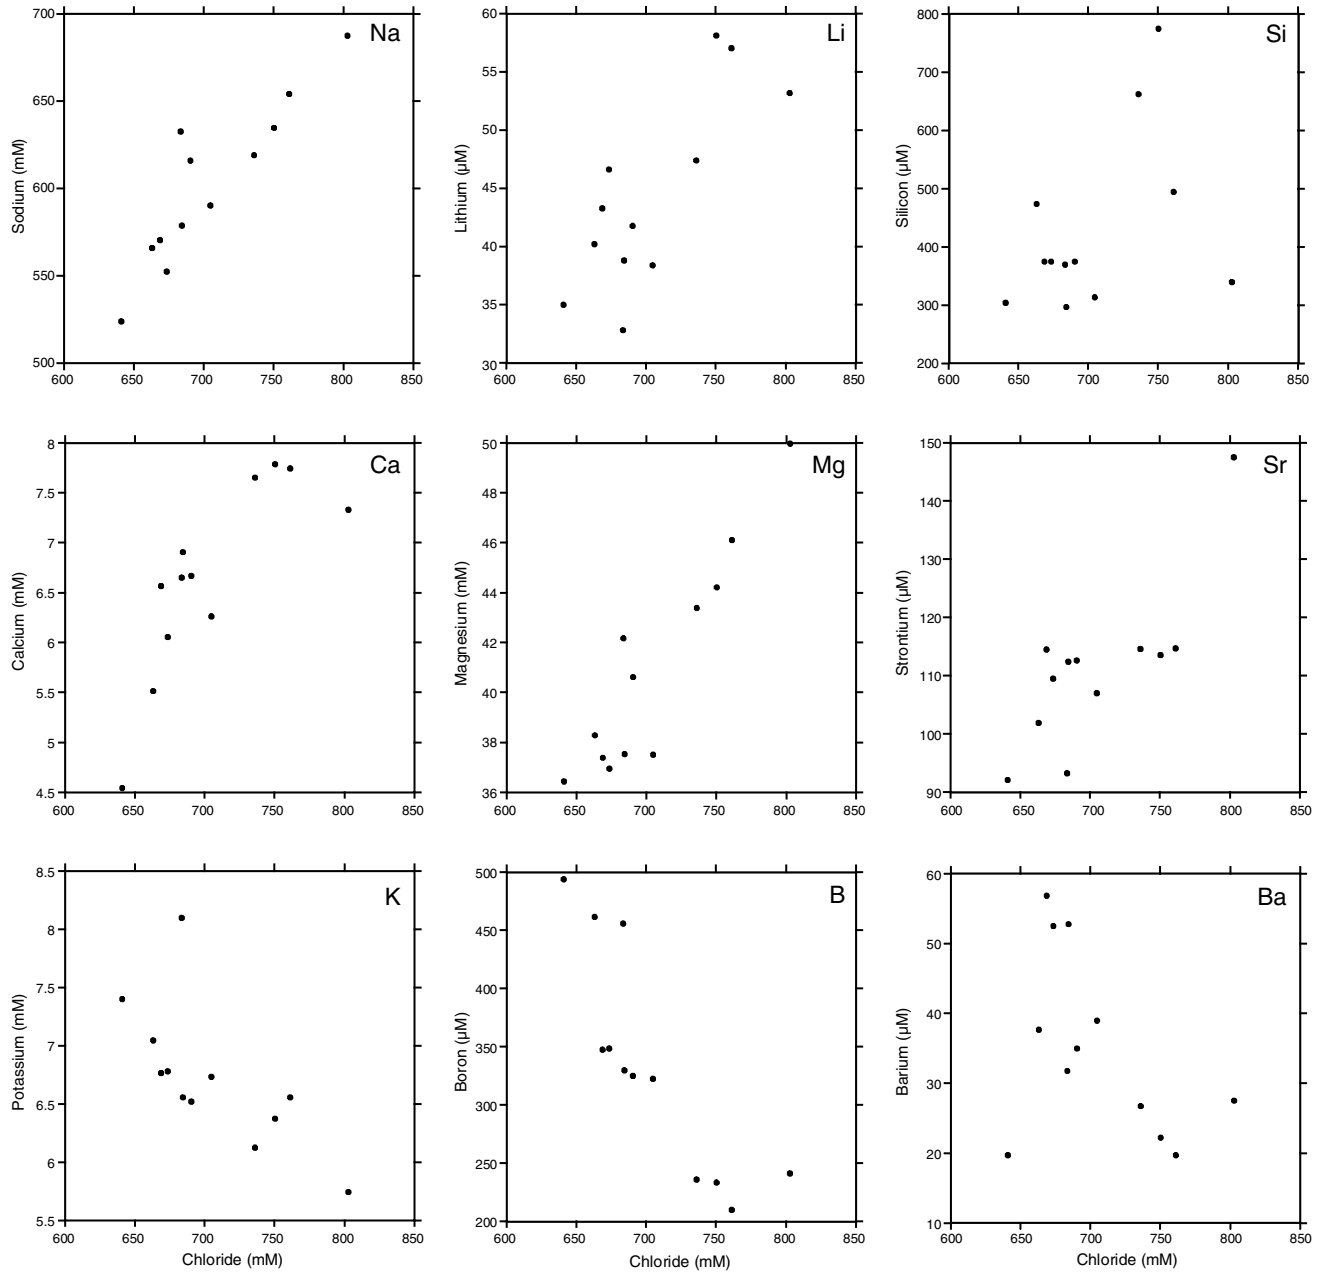 700
650
600
550
500
Sodium (mM)
Na
600 650 700 750 800 850
60
55
50
45
40
35
30
Lithium (µM)
Li
600 650 700 750 800 850
800
700
600
500
400
300
200
Silicon (µM)
Si
600 650 700 750 800 850
8
7.5
7
6.5
6
5.5
5
4.5
Calcium (mM)
Ca
600 650 700 750 800 850
50
48
46
44
42
40
38
36
Magnesium (mM)
Mg
600 650 700 750 800 850
150
140
130
120
110
100
90
Strontium (µM)
Sr
600 650 700 750 800 850
8.5
8
7.5
7
6.5
6
5.5
Potassium (mM)
K
600 650 700 750 800 850
Chloride (mM)
500
450
400
350
300
250
200
Boron (µM)
B
600 650 700 750 800 850
Chloride (mM)
60
50
40
30
20
10
Barium (µM)
Ba
600 650 700 750 800 850
Chloride (mM)